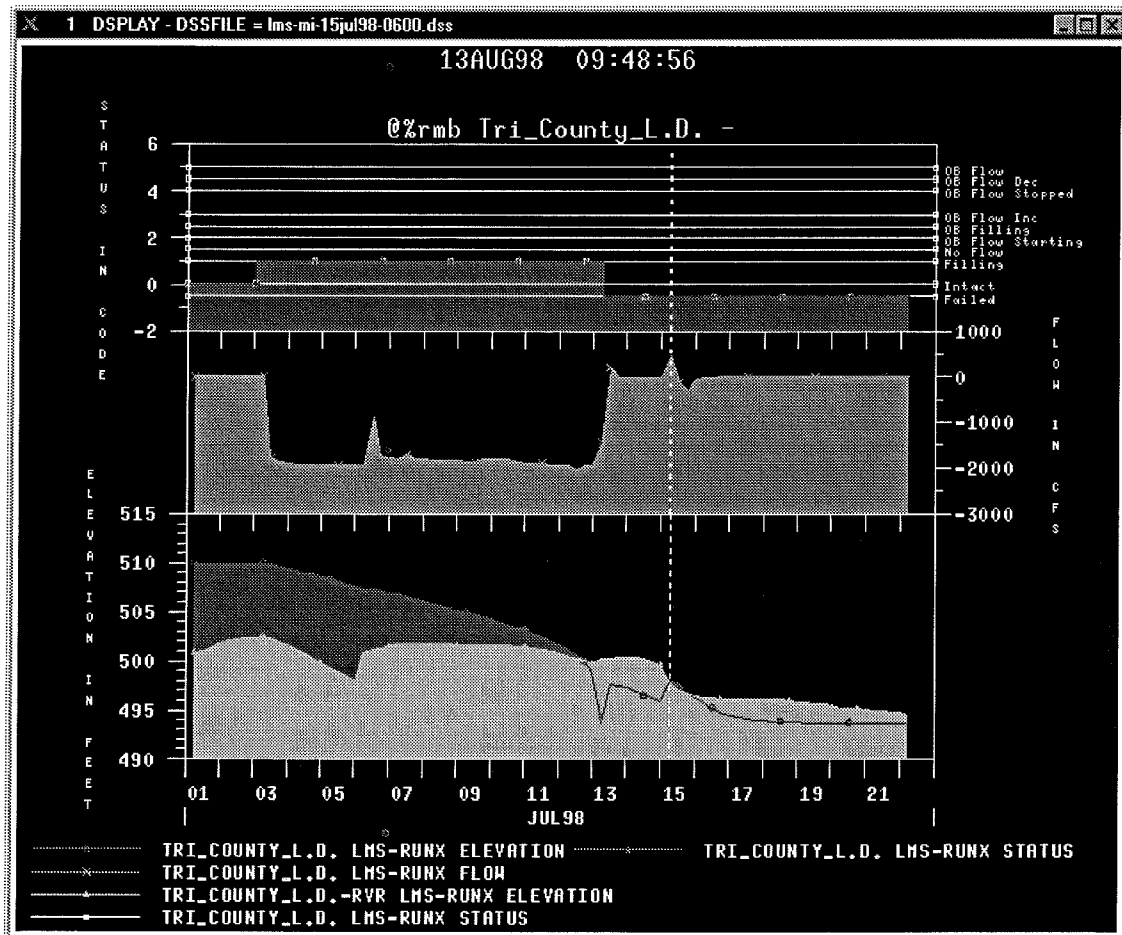 1 DSPLAY - DSSFILE = lms-mi-15jul98-0600.dss
13AUG98 09:48:56
@%rmb Tri_County_L.D. -
STATUS IN CODE
6
4
2
0
-2
OB Flow
OB Flow Dec
OB Flow Stopped
OB Flow Inc
OB Filling
OB Flow Starting
No Flow
Filling
Intact
Failed
FLOW IN CFS
1000
0
-1000
-2000
-3000
ELEVATION IN FEET
515
510
505
500
495
490
01 03 05 07 09 11 13 15 17 19 21
JUL98
TRI_COUNTY_L.D. LMS-RUNX ELEVATION TRI_COUNTY_L.D. LMS-RUNX STATUS
TRI_COUNTY_L.D. LMS-RUNX FLOW
TRI_COUNTY_L.D.-RVR LMS-RUNX ELEVATION
TRI_COUNTY_L.D. LMS-RUNX STATUS